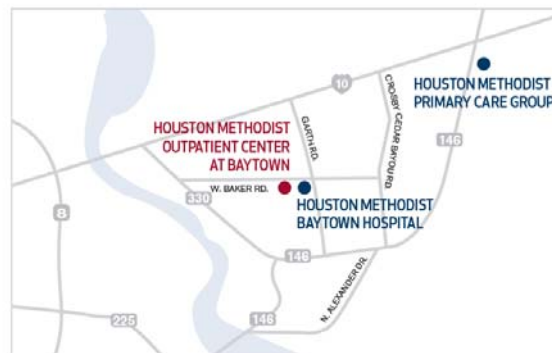 10
HOUSTON METHODIST
PRIMARY CARE GROUP
CROSBY CEDAR BAYOU RD.
GARTH RD.
HOUSTON METHODIST
OUTPATIENT CENTER
AT BAYTOWN
146
W. BAKER RD.
330
HOUSTON METHODIST
BAYTOWN HOSPITAL
8
146
N. ALEXANDER DR.
225
146